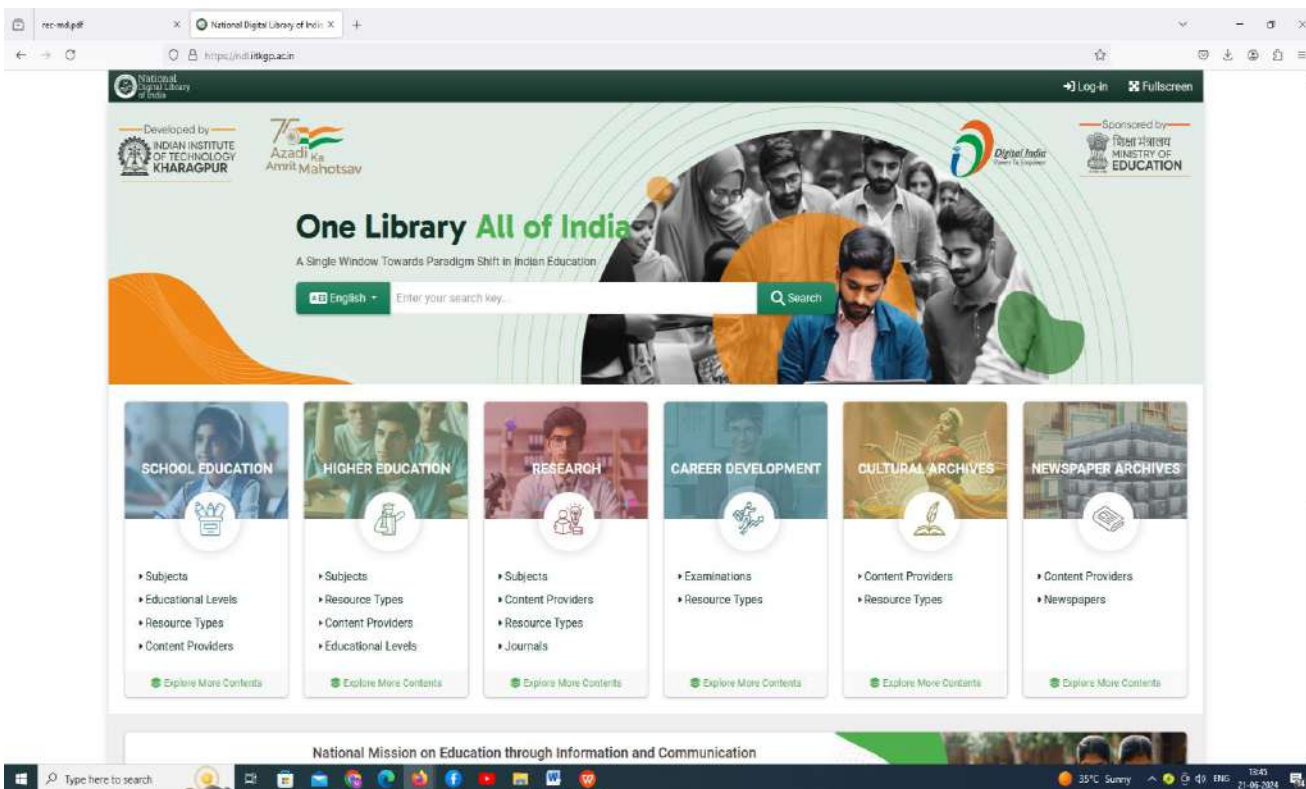 rec-md.pdf
National Digital Library of India
https://ndl.iitkgp.ac.in
National
Digital Library
of India
Log-in
Fullscreen
Developed by
INDIAN INSTITUTE
OF TECHNOLOGY
KHARAGPUR
Azadi Ka
Amrit Mahotsav
Digital India
Power To Empower
Sponsored by
शिक्षा मंत्रालय
MINISTRY OF
EDUCATION
One Library All of India
A Single Window Towards Paradigm Shift in Indian Education
English
Enter your search key...
Search
SCHOOL EDUCATION
Subjects
Educational Levels
Resource Types
Content Providers
Explore More Contents
HIGHER EDUCATION
Subjects
Resource Types
Content Providers
Educational Levels
Explore More Contents
RESEARCH
Subjects
Content Providers
Resource Types
Journals
Explore More Contents
CAREER DEVELOPMENT
Examinations
Resource Types
Explore More Contents
CULTURAL ARCHIVES
Content Providers
Resource Types
Explore More Contents
NEWSPAPER ARCHIVES
Content Providers
Newspapers
Explore More Contents
National Mission on Education through Information and Communication
Type here to search
35°C Sunny
ENG
13:45
21-06-2024